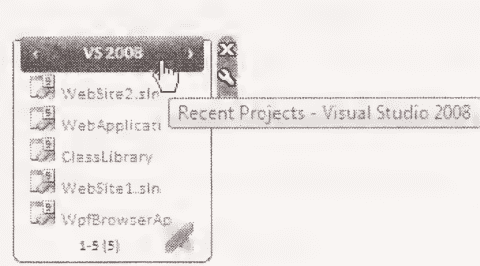 VS 2008
WebSite2.sln
Recent Projects - Visual Studio 2008
WebApplicati
ClassLibrary
WebSite1.sln
WpfBrowserAp
1-5 (5)